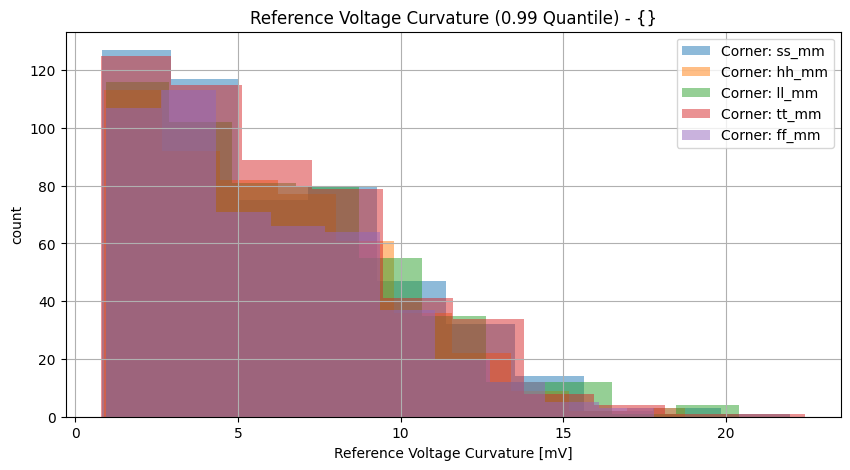 Reference Voltage Curvature (0.99 Quantile) - {}
Corner: ss_mm
Corner: hh_mm
Corner: ll_mm
Corner: tt_mm
Corner: ff_mm
count
120
100
80
60
40
20
0
0 5 10 15 20
Reference Voltage Curvature [mV]